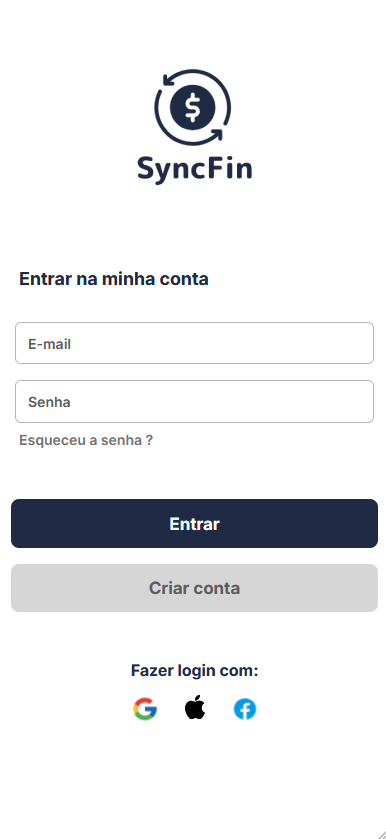 $
SyncFin
Entrar na minha conta
E-mail
Senha
Esqueceu a senha ?
Entrar
Criar conta
Fazer login com: